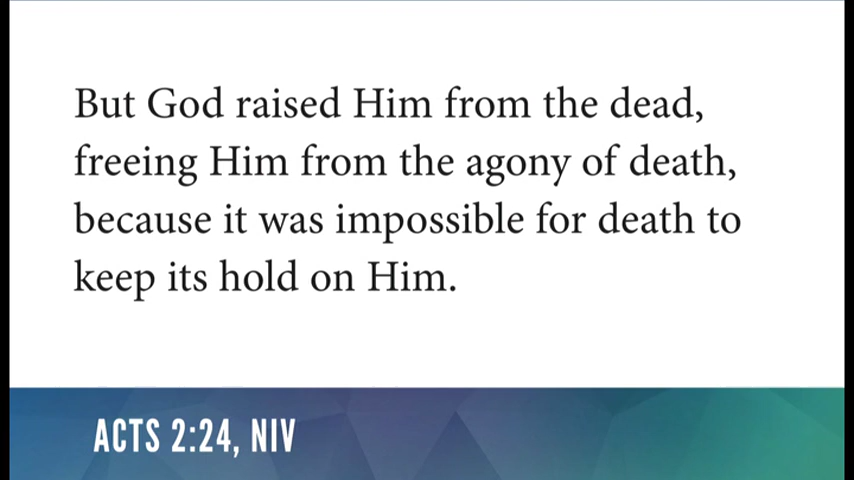 But God raised Him from the dead,
freeing Him from the agony of death,
because it was impossible for death to
keep its hold on Him.
ACTS 2:24, NIV